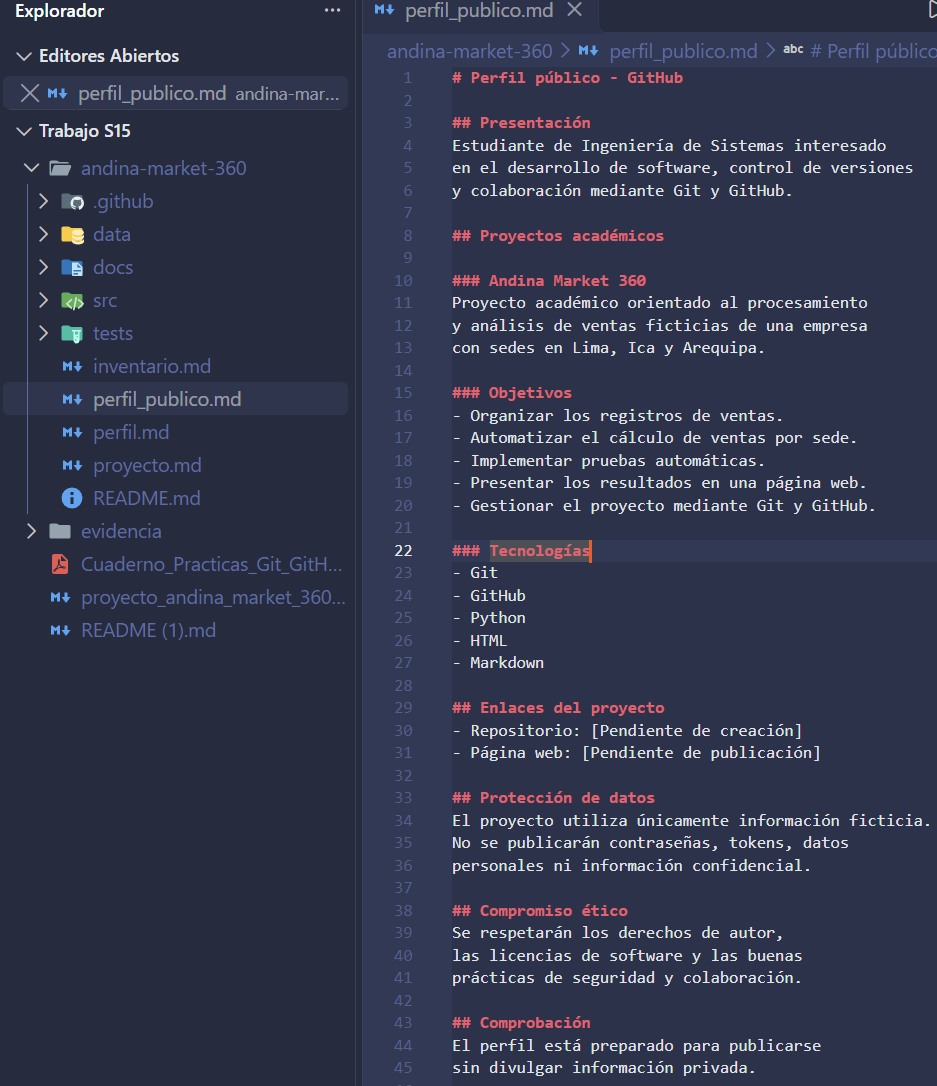 Explorador
Editores Abiertos
perfil_publico.md andina-mar...
Trabajo S15
andina-market-360
.github
data
docs
src
tests
inventario.md
perfil_publico.md
perfil.md
proyecto.md
README.md
evidencia
Cuaderno_Practicas_Git_GitH...
proyecto_andina_market_360...
README (1).md
perfil_publico.md
andina-market-360 > perfil_publico.md > abc # Perfil público
1 # Perfil público - GitHub
2
3 ## Presentación
4 Estudiante de Ingeniería de Sistemas interesado
5 en el desarrollo de software, control de versiones
6 y colaboración mediante Git y GitHub.
7
8 ## Proyectos académicos
9
10 ### Andina Market 360
11 Proyecto académico orientado al procesamiento
12 y análisis de ventas ficticias de una empresa
13 con sedes en Lima, Ica y Arequipa.
14
15 ### Objetivos
16 - Organizar los registros de ventas.
17 - Automatizar el cálculo de ventas por sede.
18 - Implementar pruebas automáticas.
19 - Presentar los resultados en una página web.
20 - Gestionar el proyecto mediante Git y GitHub.
21
22 ### Tecnologías
23 - Git
24 - GitHub
25 - Python
26 - HTML
27 - Markdown
28
29 ## Enlaces del proyecto
30 - Repositorio: [Pendiente de creación]
31 - Página web: [Pendiente de publicación]
32
33 ## Protección de datos
34 El proyecto utiliza únicamente información ficticia.
35 No se publicarán contraseñas, tokens, datos
36 personales ni información confidencial.
37
38 ## Compromiso ético
39 Se respetarán los derechos de autor,
40 las licencias de software y las buenas
41 prácticas de seguridad y colaboración.
42
43 ## Comprobación
44 El perfil está preparado para publicarse
45 sin divulgar información privada.